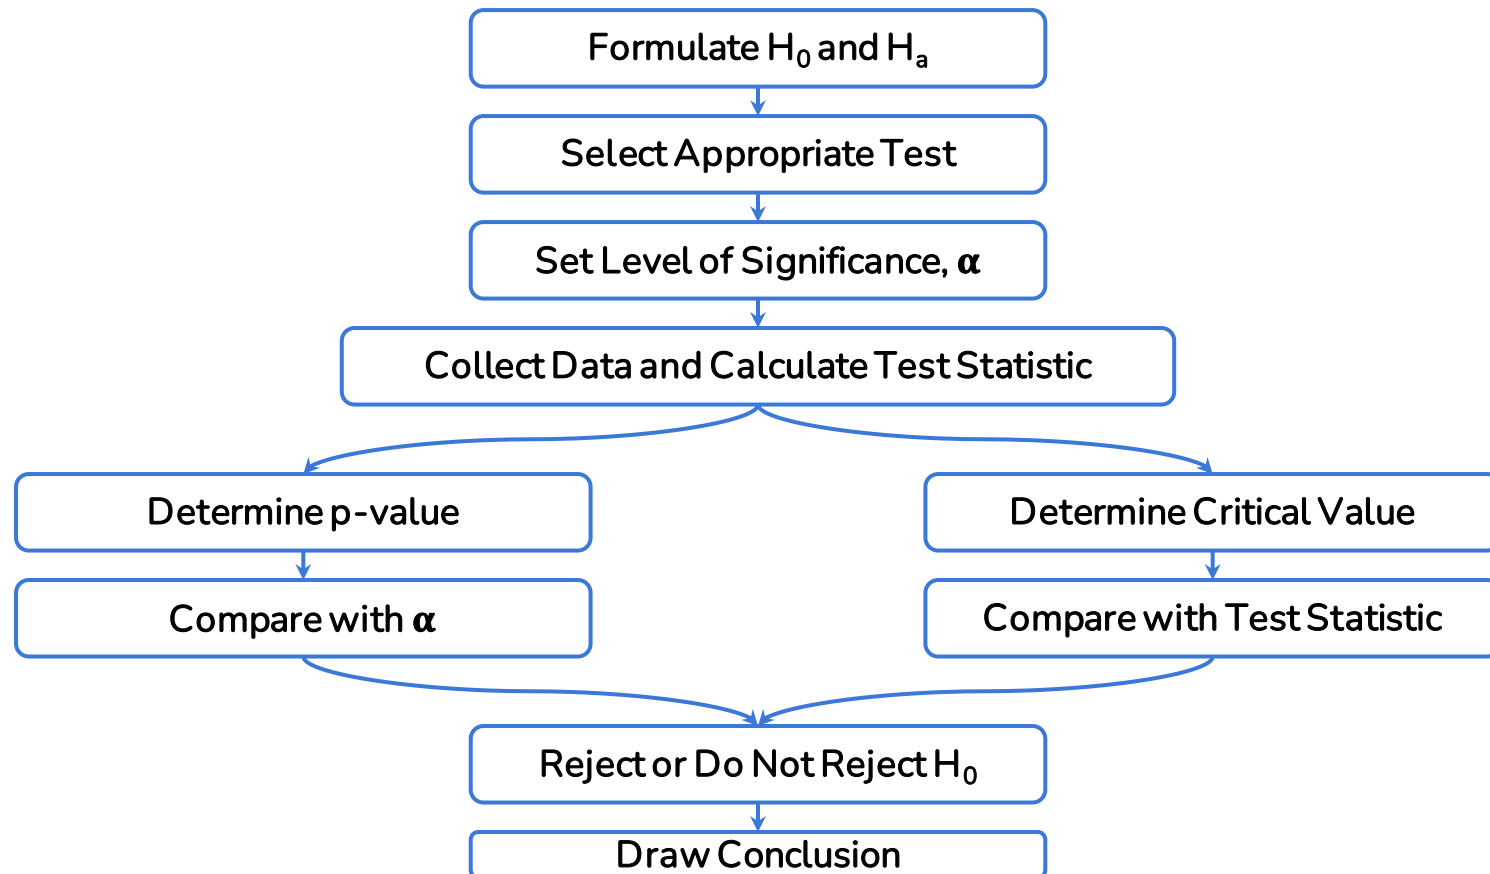 Formulate H₀ and Hₐ
Select Appropriate Test
Set Level of Significance, α
Collect Data and Calculate Test Statistic
Determine p-value
Compare with α
Determine Critical Value
Compare with Test Statistic
Reject or Do Not Reject H₀
Draw Conclusion